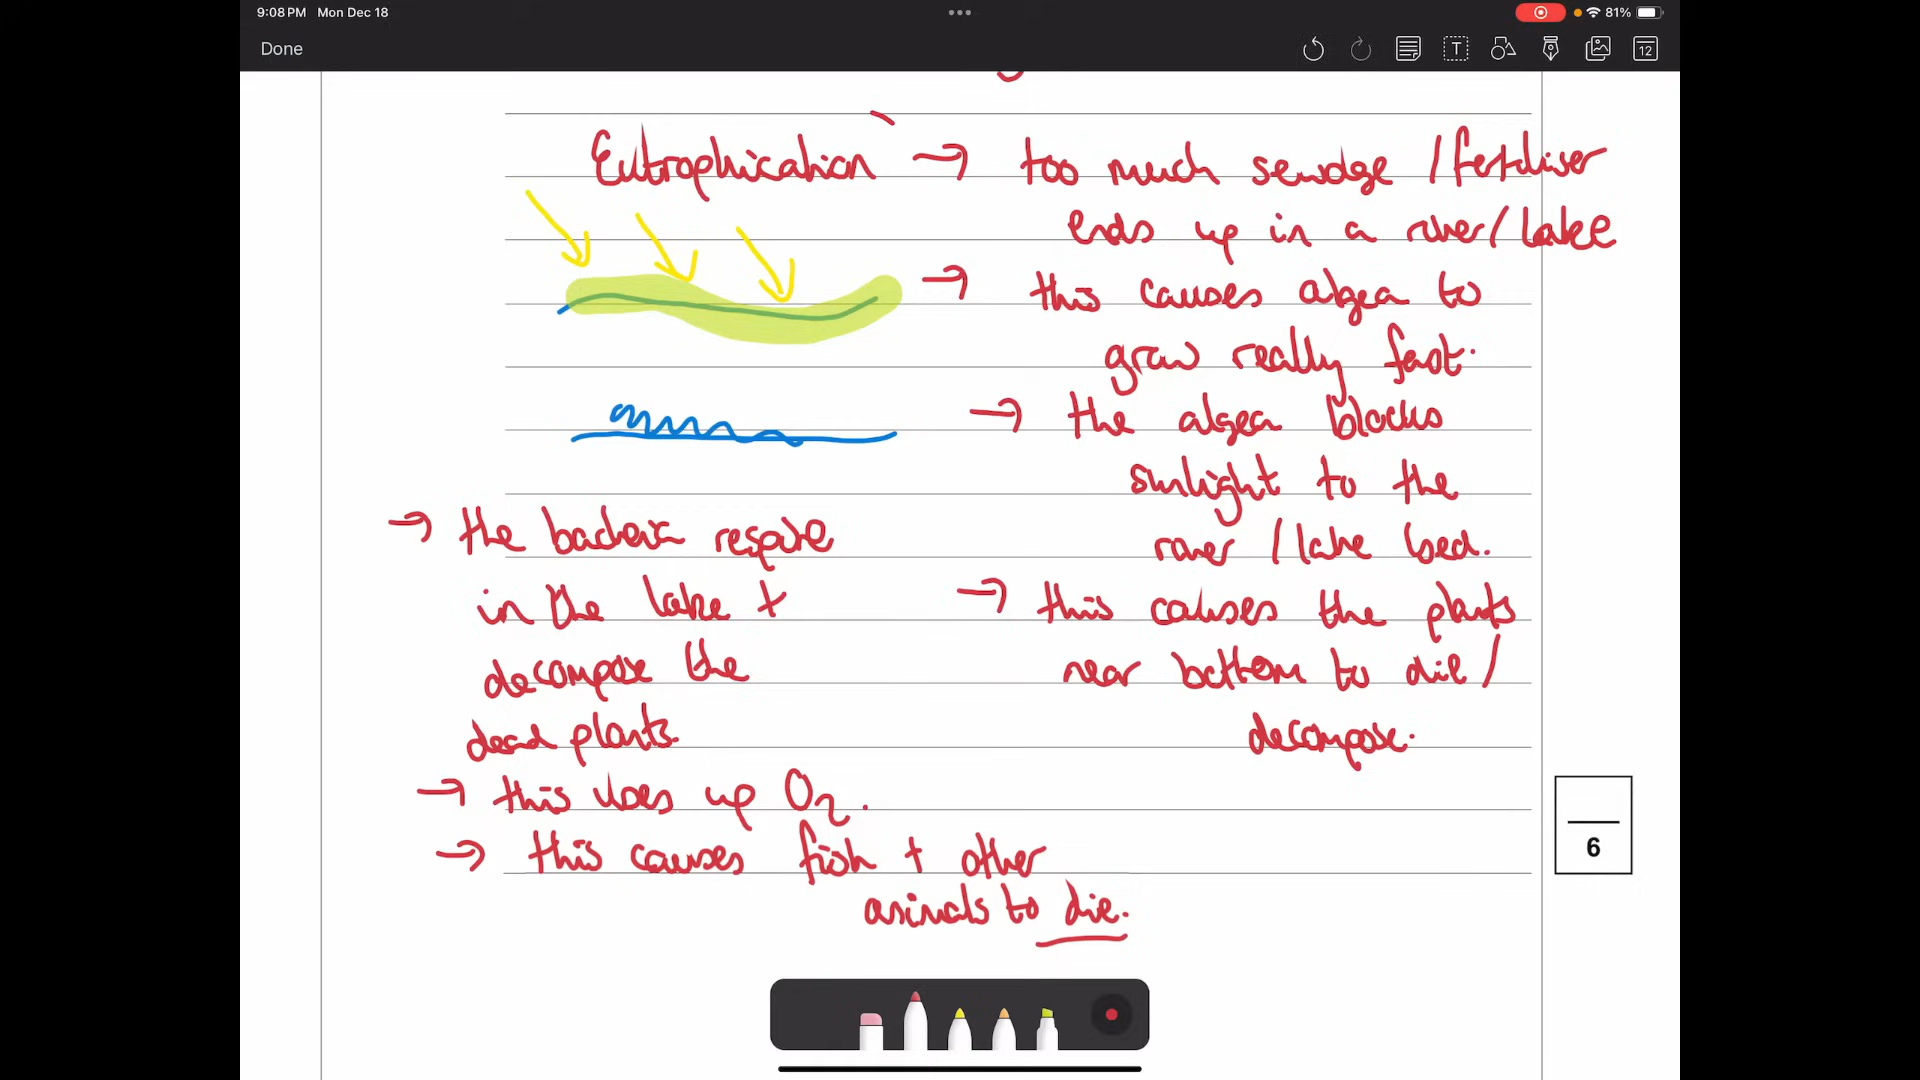 9:08 PM Mon Dec 18
81%
Done
T
12
Eutrophication → too much sewdge / fertiliser
ends up in a river / lake
→ this causes algea to
grow really fast.
→ the algea blocks
sunlight to the
river / lake bed.
→ this causes the plants
near bottom to die /
decompose.
→ the bacteria respire
in the lake +
decompose the
dead plants
→ this uses up O₂.
→ this causes fish + other
animals to die.
6